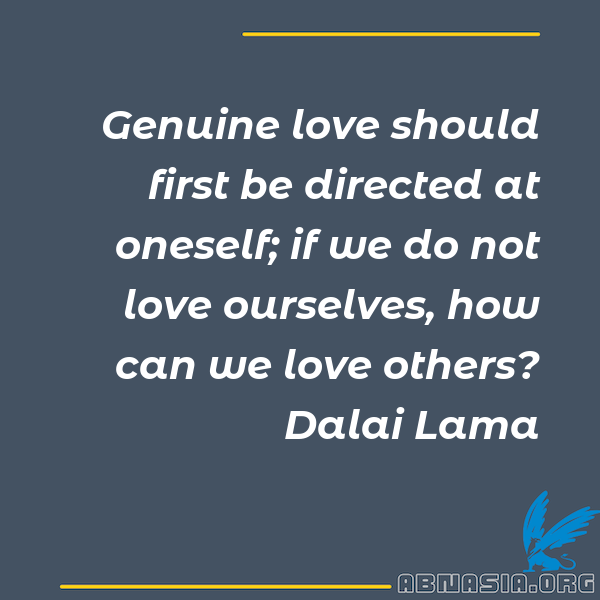 Genuine love should
first be directed at
oneself; if we do not
love ourselves, how
can we love others?
Dalai Lama
ABNASIA.ORG